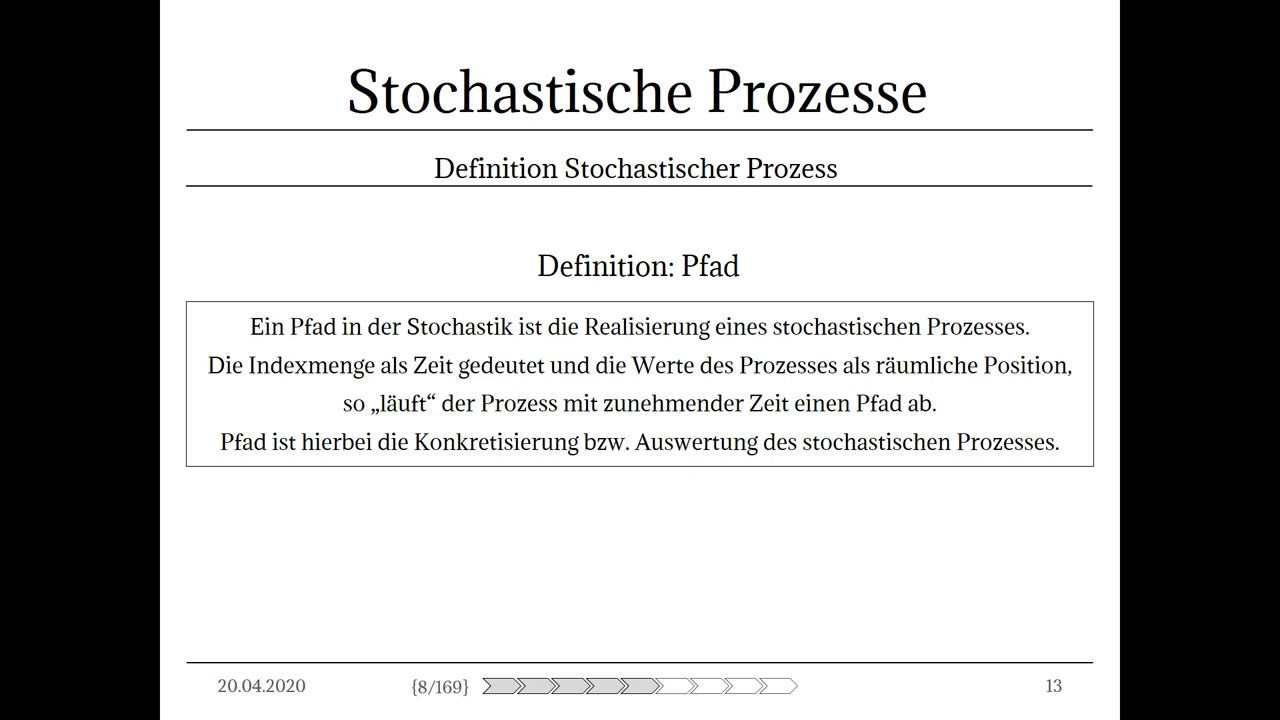 Stochastische Prozesse
Definition Stochastischer Prozess
Definition: Pfad
Ein Pfad in der Stochastik ist die Realisierung eines stochastischen Prozesses.
Die Indexmenge als Zeit gedeutet und die Werte des Prozesses als räumliche Position,
so „läuft“ der Prozess mit zunehmender Zeit einen Pfad ab.
Pfad ist hierbei die Konkretisierung bzw. Auswertung des stochastischen Prozesses.
20.04.2020 {8/169} 13